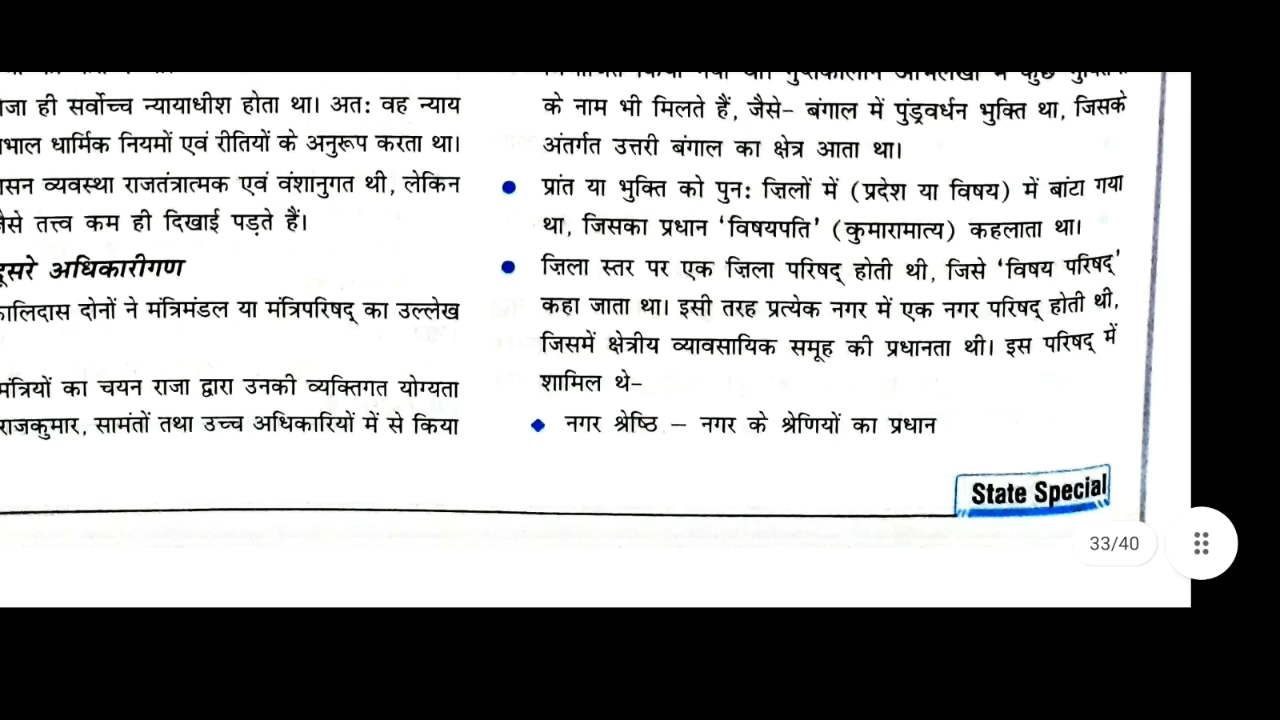 ही सर्वोच्च न्यायाधीश होता था। अतः वह न्याय
धार्मिक नियमों एवं रीतियों के अनुरूप करता था।
व्यवस्था राजतंत्रात्मक एवं वंशानुगत थी, लेकिन
तत्त्व कम ही दिखाई पड़ते हैं।
अधिकारीगण
दोनों ने मंत्रिमंडल या मंत्रिपरिषद् का उल्लेख
मंत्रियों का चयन राजा द्वारा उनकी व्यक्तिगत योग्यता
राजकुमार, सामंतों तथा उच्च अधिकारियों में से किया
के नाम भी मिलते हैं, जैसे- बंगाल में पुंड्रवर्धन भुक्ति था, जिसके
अंतर्गत उत्तरी बंगाल का क्षेत्र आता था।
• प्रांत या भुक्ति को पुनः ज़िलों में (प्रदेश या विषय) में बांटा गया
था, जिसका प्रधान 'विषयपति' (कुमारामात्य) कहलाता था।
• ज़िला स्तर पर एक ज़िला परिषद् होती थी, जिसे 'विषय परिषद्'
कहा जाता था। इसी तरह प्रत्येक नगर में एक नगर परिषद् होती थी,
जिसमें क्षेत्रीय व्यावसायिक समूह की प्रधानता थी। इस परिषद् में
शामिल थे-
◆ नगर श्रेष्ठि – नगर के श्रेणियों का प्रधान
State Special
33/40